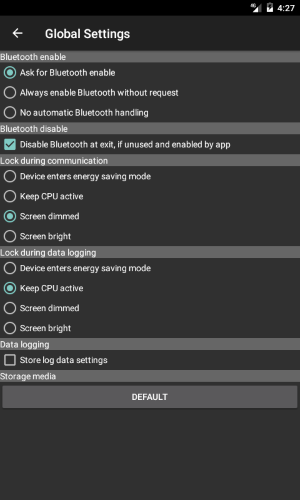 4G 4:27
Global Settings
Bluetooth enable
Ask for Bluetooth enable
Always enable Bluetooth without request
No automatic Bluetooth handling
Bluetooth disable
Disable Bluetooth at exit, if unused and enabled by app
Lock during communication
Device enters energy saving mode
Keep CPU active
Screen dimmed
Screen bright
Lock during data logging
Device enters energy saving mode
Keep CPU active
Screen dimmed
Screen bright
Data logging
Store log data settings
Storage media
DEFAULT